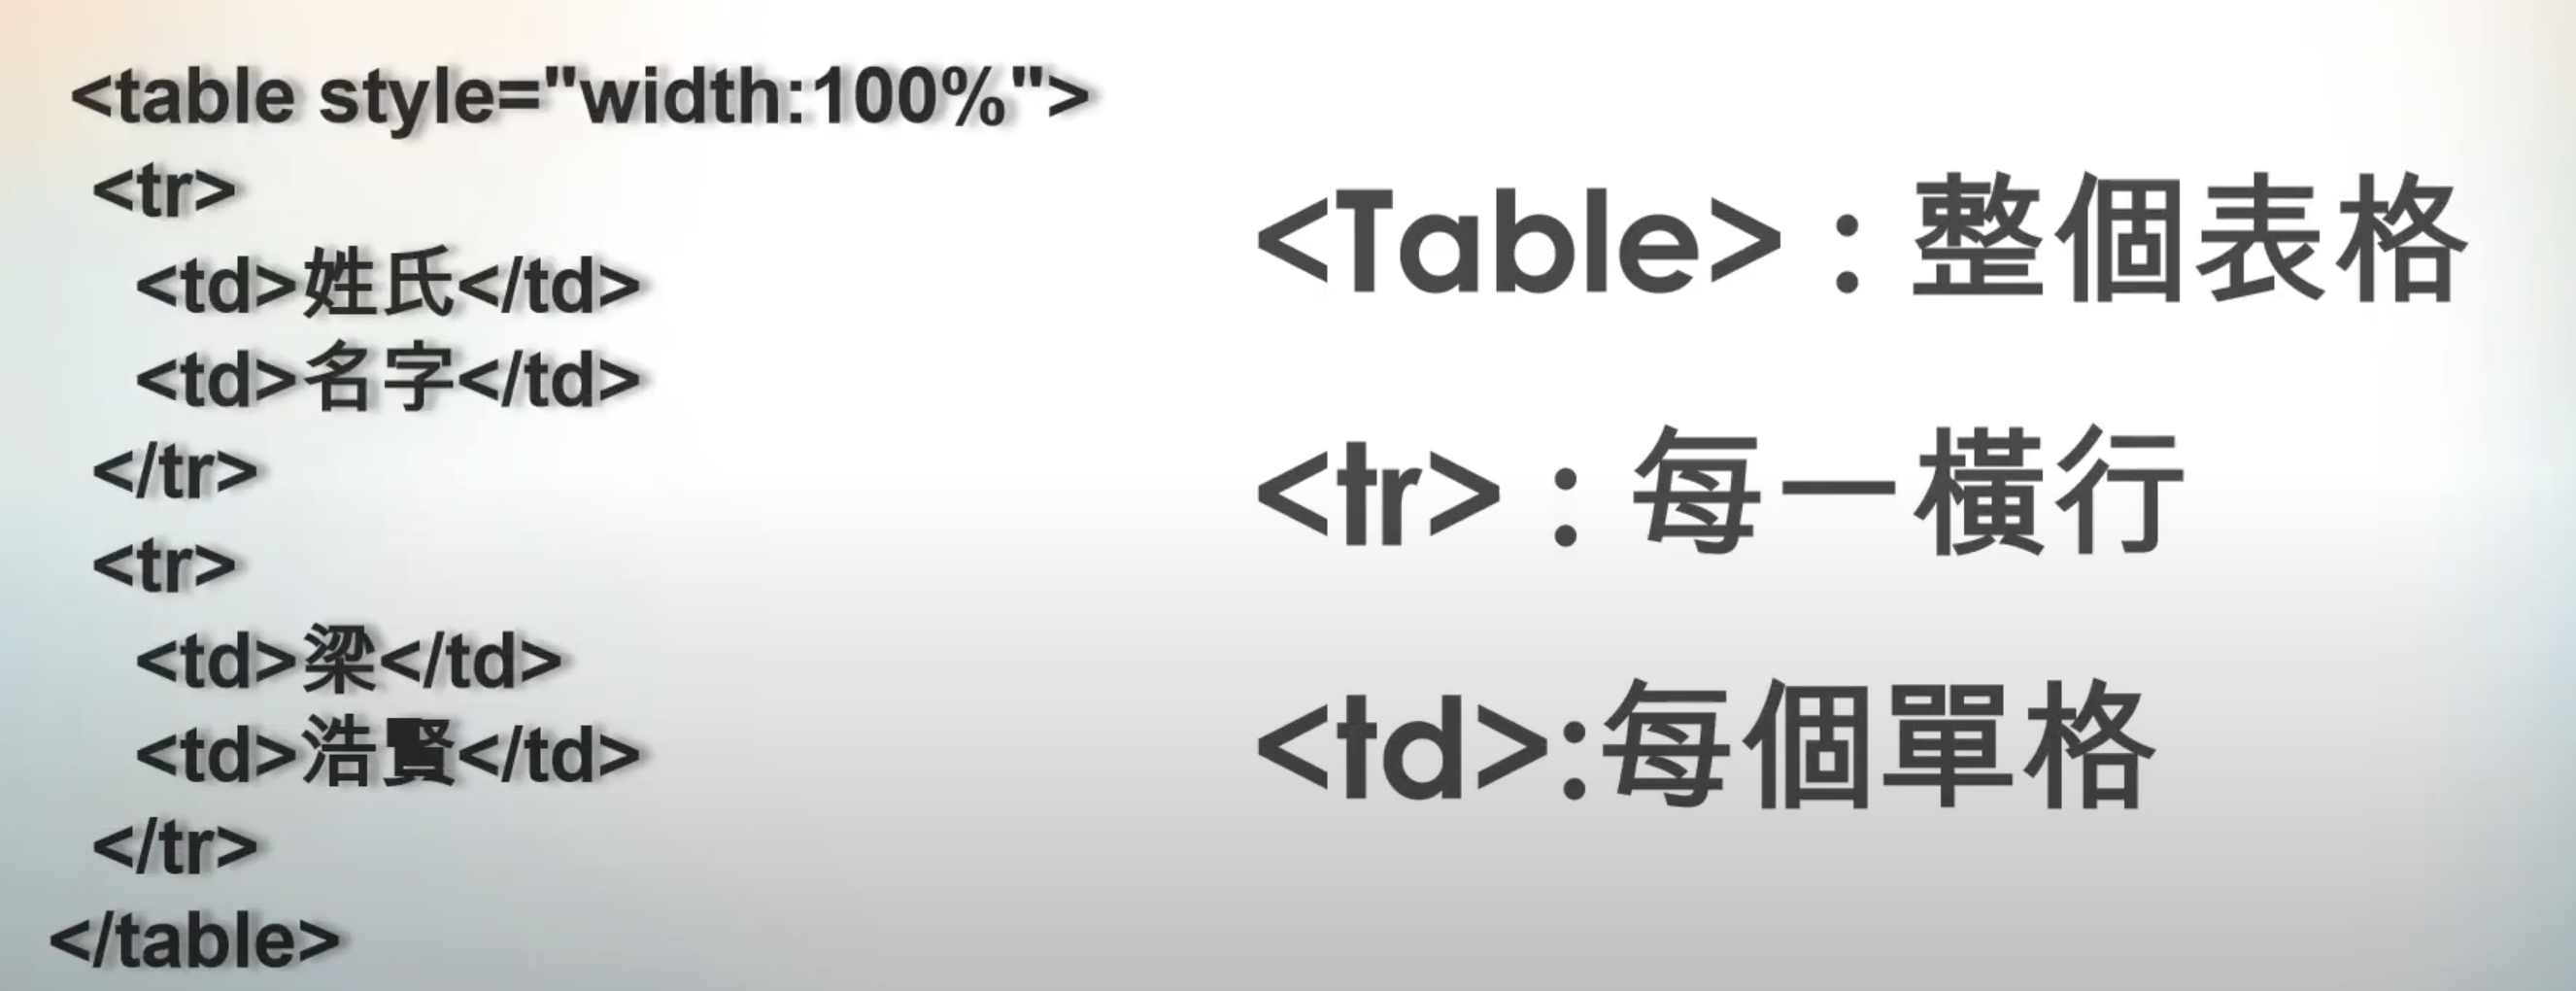 <table style="width:100%">
<tr>
<td>姓氏</td>
<td>名字</td>
</tr>
<tr>
<td>梁</td>
<td>浩賢</td>
</tr>
</table>
<Table> : 整個表格
<tr> : 每一橫行
<td>:每個單格